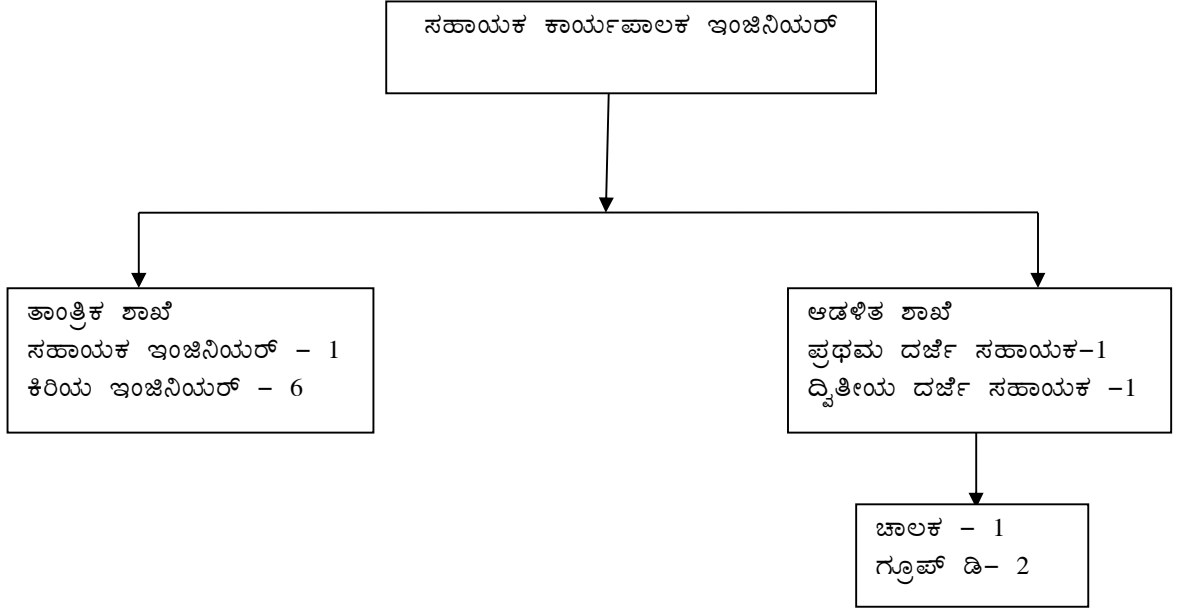 ಸಹಾಯಕ ಕಾರ್ಯಪಾಲಕ ಇಂಜಿನಿಯರ್
ತಾಂತ್ರಿಕ ಶಾಖೆ
ಸಹಾಯಕ ಇಂಜಿನಿಯರ್ – 1
ಕಿರಿಯ ಇಂಜಿನಿಯರ್ – 6
ಆಡಳಿತ ಶಾಖೆ
ಪ್ರಥಮ ದರ್ಜೆ ಸಹಾಯಕ–1
ದ್ವಿತೀಯ ದರ್ಜೆ ಸಹಾಯಕ –1
ಚಾಲಕ – 1
ಗ್ರೂಪ್ ಡಿ– 2